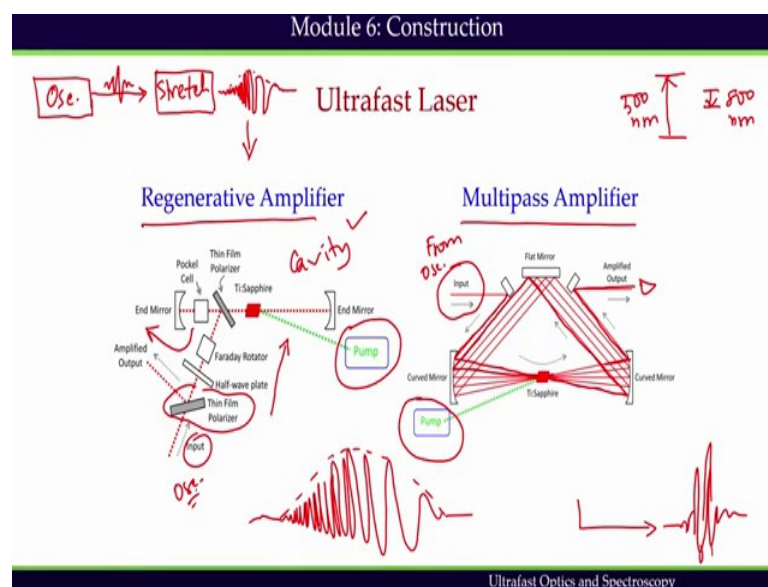 Module 6: Construction
Osc.
Stretch
Ultrafast Laser
500
nm
800
nm
Regenerative Amplifier
Multipass Amplifier
Cavity
From
Osc.
Thin Film
Polarizer
Pockel
Cell
Ti:Sapphire
End Mirror
End Mirror
Pump
Faraday Rotator
Amplified
Output
Half-wave plate
Thin Film
Polarizer
Input
Osc.
Flat Mirror
Input
Amplified
Output
Curved Mirror
Curved Mirror
Ti:Sapphire
Pump
Ultrafast Optics and Spectroscopy